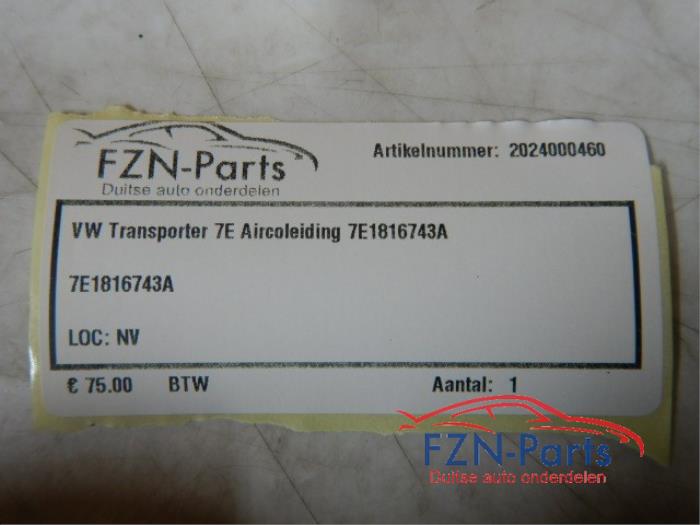 FZN-Parts
Duitse auto onderdelen
Artikelnummer: 2024000460
VW Transporter 7E Aircoleiding 7E1816743A
7E1816743A
LOC: NV
€ 75.00 BTW Aantal: 1
FZN-Parts
Duitse auto onderdelen